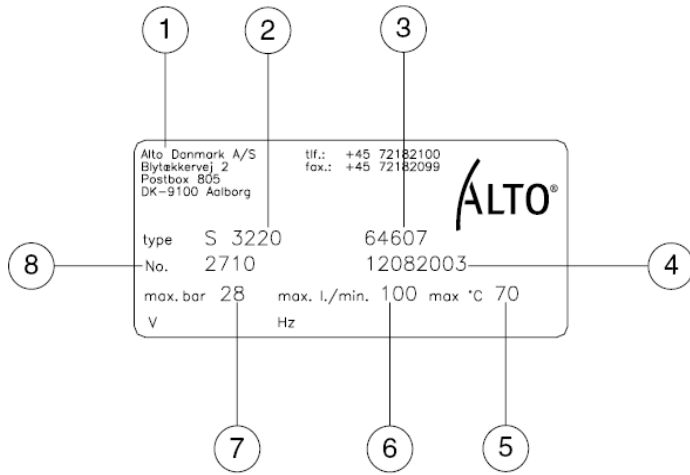 1 2 3
Alto Danmark A/S tlf.: +45 72182100
Blytækkervej 2 fax.: +45 72182099
Postbox 805
DK-9100 Aalborg
ALTO®
type S 3220 64607
8 No. 2710 12082003 4
max. bar 28 max. l./min. 100 max °C 70
V Hz
7 6 5